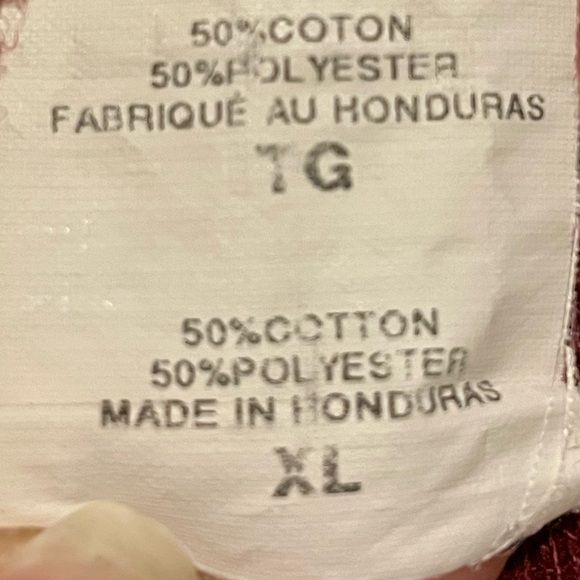 50%COTON
50%POLYESTER
FABRIQUÉ AU HONDURAS
TG
50%COTTON
50%POLYESTER
MADE IN HONDURAS
XL